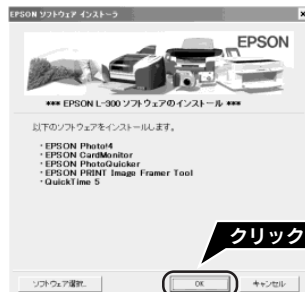 EPSON ソフトウェア インストーラ
EPSON
*** EPSON L-300 ソフトウェアのインストール ***
以下のソフトウェアをインストールします。
・EPSON Photo!4
・EPSON CardMonitor
・EPSON PhotoQuicker
・EPSON PRINT Image Framer Tool
・QuickTime 5
クリック
ソフトウェア選択...
OK
キャンセル